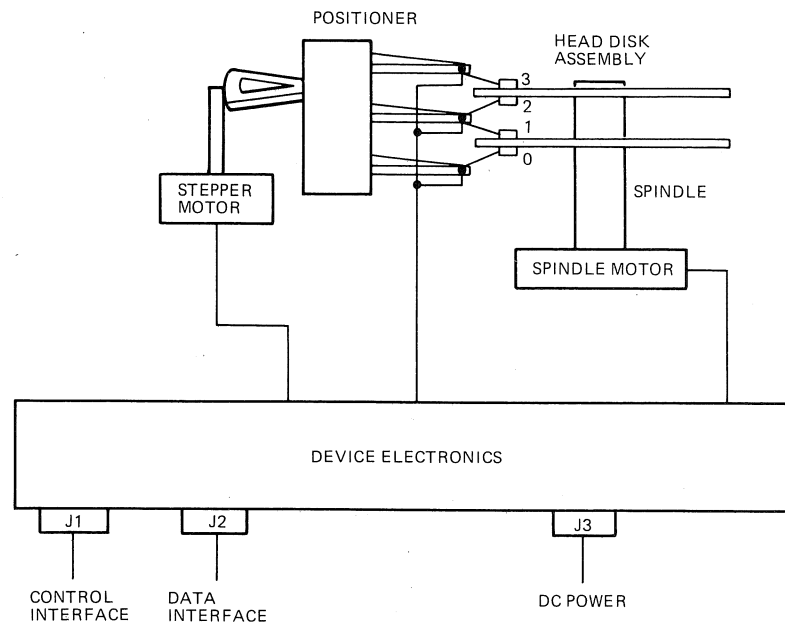 POSITIONER
HEAD DISK
ASSEMBLY
3
2
1
0
STEPPER
MOTOR
SPINDLE
SPINDLE MOTOR
DEVICE ELECTRONICS
J1
J2
J3
CONTROL
INTERFACE
DATA
INTERFACE
DC POWER